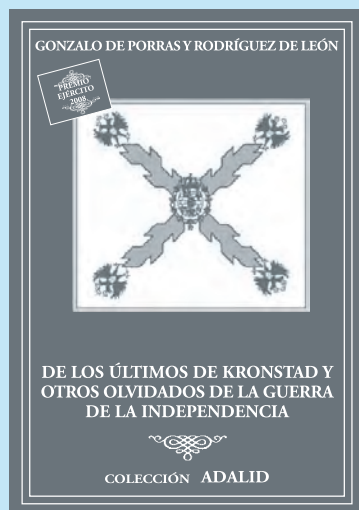 GONZALO DE PORRAS Y RODRÍGUEZ DE LEÓN
PREMIO
EJÉRCITO
2008
DE LOS ÚLTIMOS DE KRONSTAD Y
OTROS OLVIDADOS DE LA GUERRA
DE LA INDEPENDENCIA
COLECCIÓN ADALID